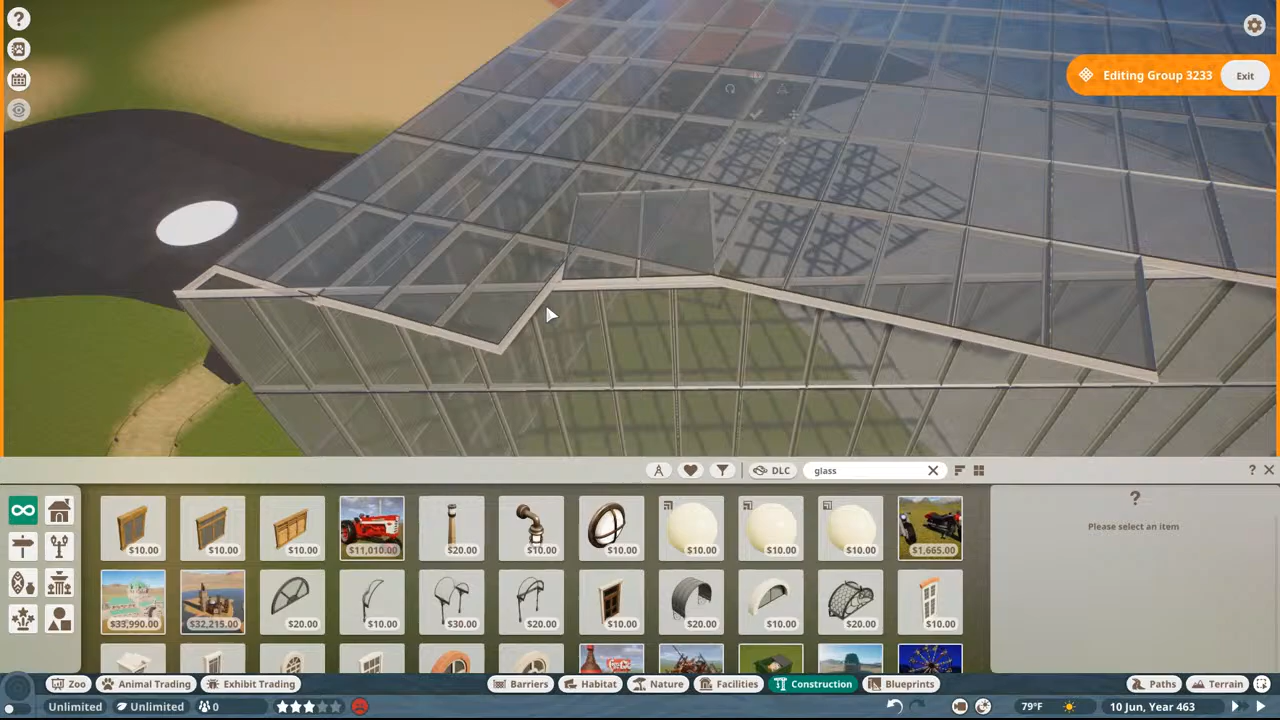 ?
Editing Group 3233 Exit
DLC glass ?
$10.00 $10.00 $10.00 $11,010.00 $20.00 $10.00 $10.00 $10.00 $10.00 $10.00 $1,665.00
?
Please select an item
$33,990.00 $32,215.00 $20.00 $10.00 $30.00 $20.00 $10.00 $20.00 $10.00 $20.00 $10.00
Zoo Animal Trading Exhibit Trading Barriers Habitat Nature Facilities Construction Blueprints Paths Terrain
Unlimited Unlimited 0 79°F 10 Jun, Year 463